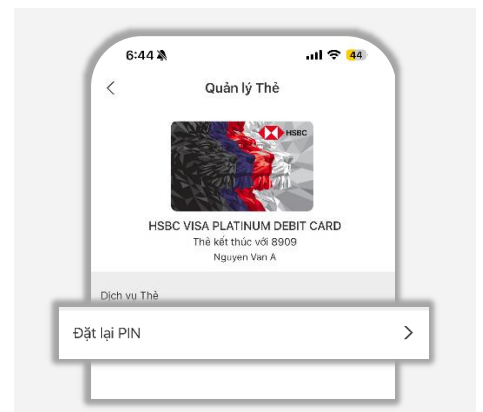 6:44
44
Quản lý Thẻ
HSBC
HSBC VISA PLATINUM DEBIT CARD
Thẻ kết thúc với 8909
Nguyen Van A
Dịch vụ Thẻ
Đặt lại PIN